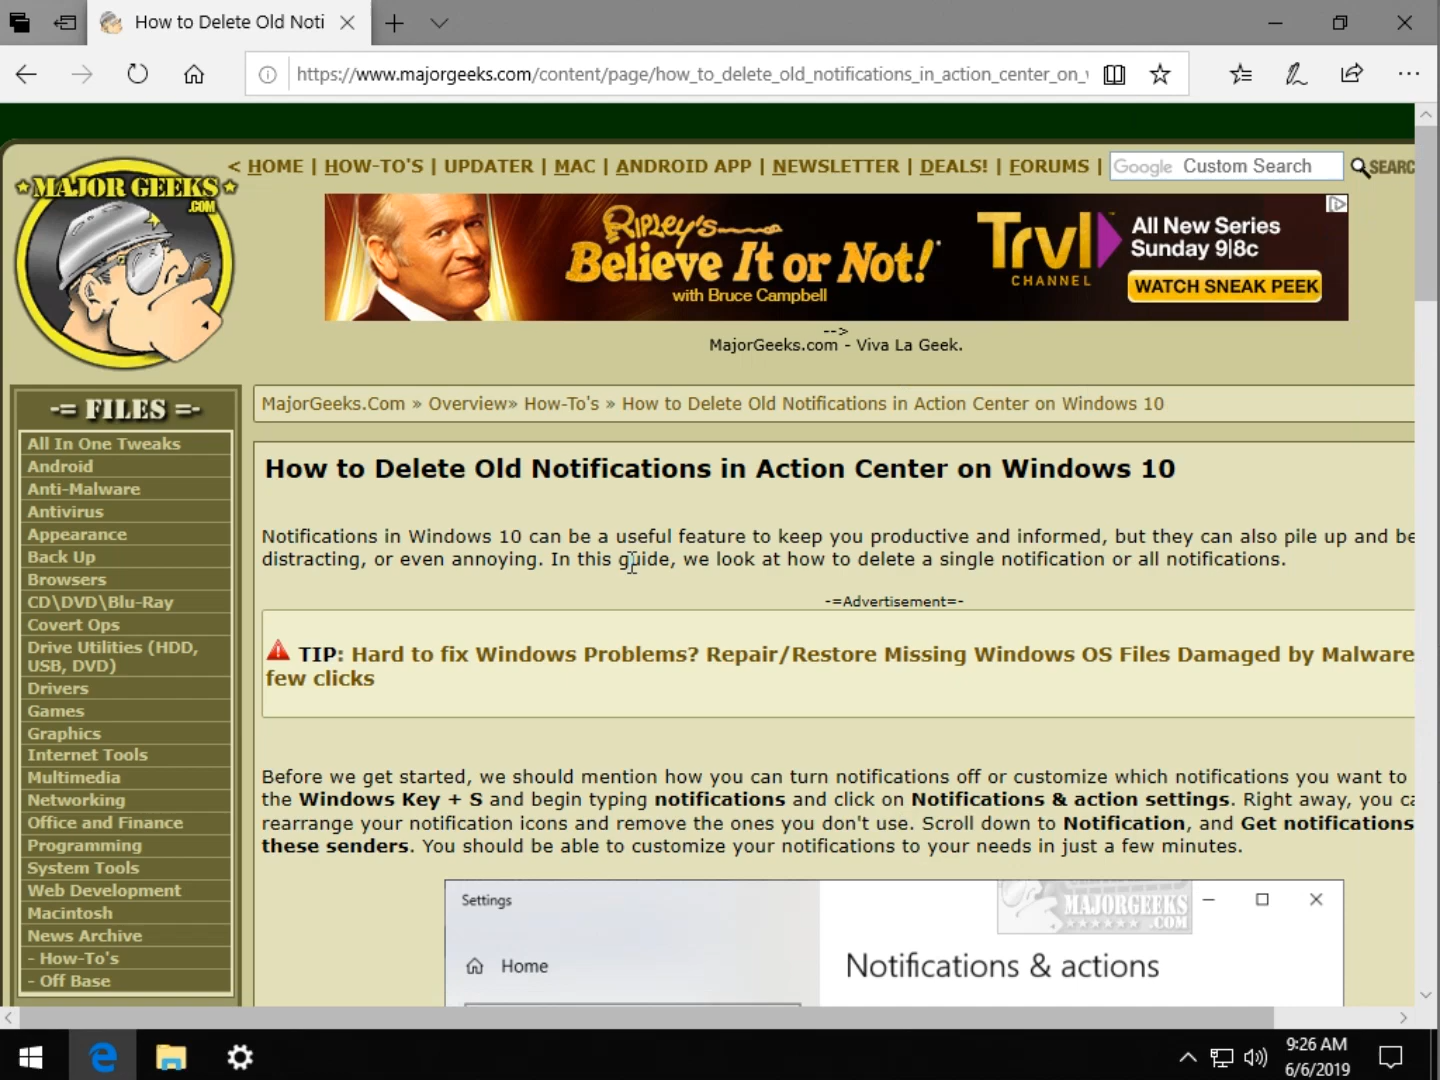 How to Delete Old Noti
https://www.majorgeeks.com/content/page/how_to_delete_old_notifications_in_action_center_on_
MAJOR GEEKS
.COM
< HOME | HOW-TO'S | UPDATER | MAC | ANDROID APP | NEWSLETTER | DEALS! | FORUMS |
Google Custom Search
SEARC
RIPLEY'S
Believe It or Not!
with Bruce Campbell
Trvl
CHANNEL
All New Series
Sunday 9|8c
WATCH SNEAK PEEK
-->
MajorGeeks.com - Viva La Geek.
-= FILES =-
All In One Tweaks
Android
Anti-Malware
Antivirus
Appearance
Back Up
Browsers
CD\DVD\Blu-Ray
Covert Ops
Drive Utilities (HDD,
USB, DVD)
Drivers
Games
Graphics
Internet Tools
Multimedia
Networking
Office and Finance
Programming
System Tools
Web Development
Macintosh
News Archive
- How-To's
- Off Base
MajorGeeks.Com » Overview» How-To's » How to Delete Old Notifications in Action Center on Windows 10
How to Delete Old Notifications in Action Center on Windows 10
Notifications in Windows 10 can be a useful feature to keep you productive and informed, but they can also pile up and be
distracting, or even annoying. In this guide, we look at how to delete a single notification or all notifications.
-=Advertisement=-
TIP: Hard to fix Windows Problems? Repair/Restore Missing Windows OS Files Damaged by Malware
few clicks
Before we get started, we should mention how you can turn notifications off or customize which notifications you want to
the Windows Key + S and begin typing notifications and click on Notifications & action settings. Right away, you ca
rearrange your notification icons and remove the ones you don't use. Scroll down to Notification, and Get notifications
these senders. You should be able to customize your notifications to your needs in just a few minutes.
Settings
MAJORGEEKS
.COM
Home
Notifications & actions
9:26 AM
6/6/2019